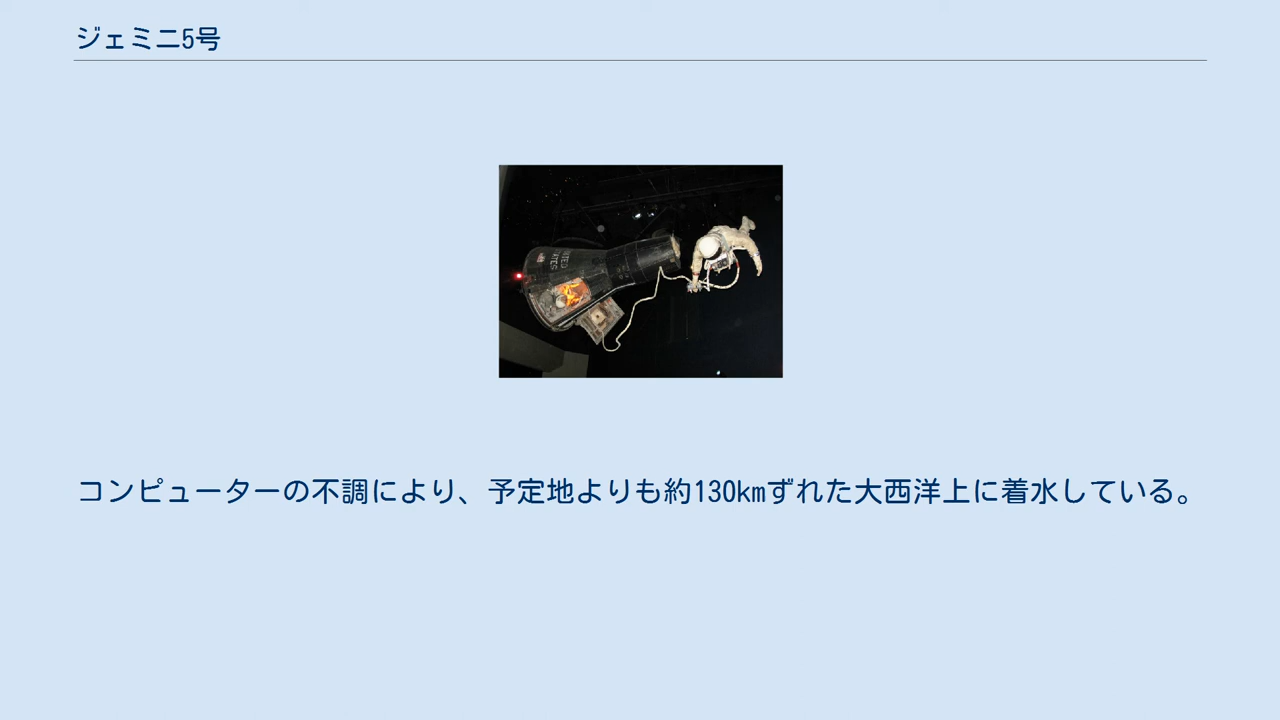 ジェミニ5号
コンピューターの不調により、予定地よりも約130kmずれた大西洋上に着水している。